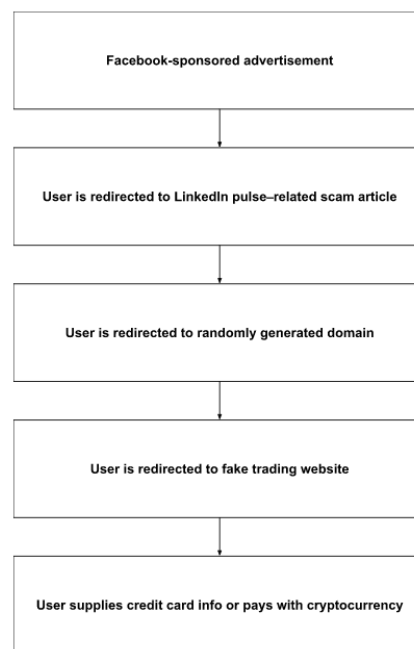 Facebook-sponsored advertisement
User is redirected to LinkedIn pulse–related scam article
User is redirected to randomly generated domain
User is redirected to fake trading website
User supplies credit card info or pays with cryptocurrency